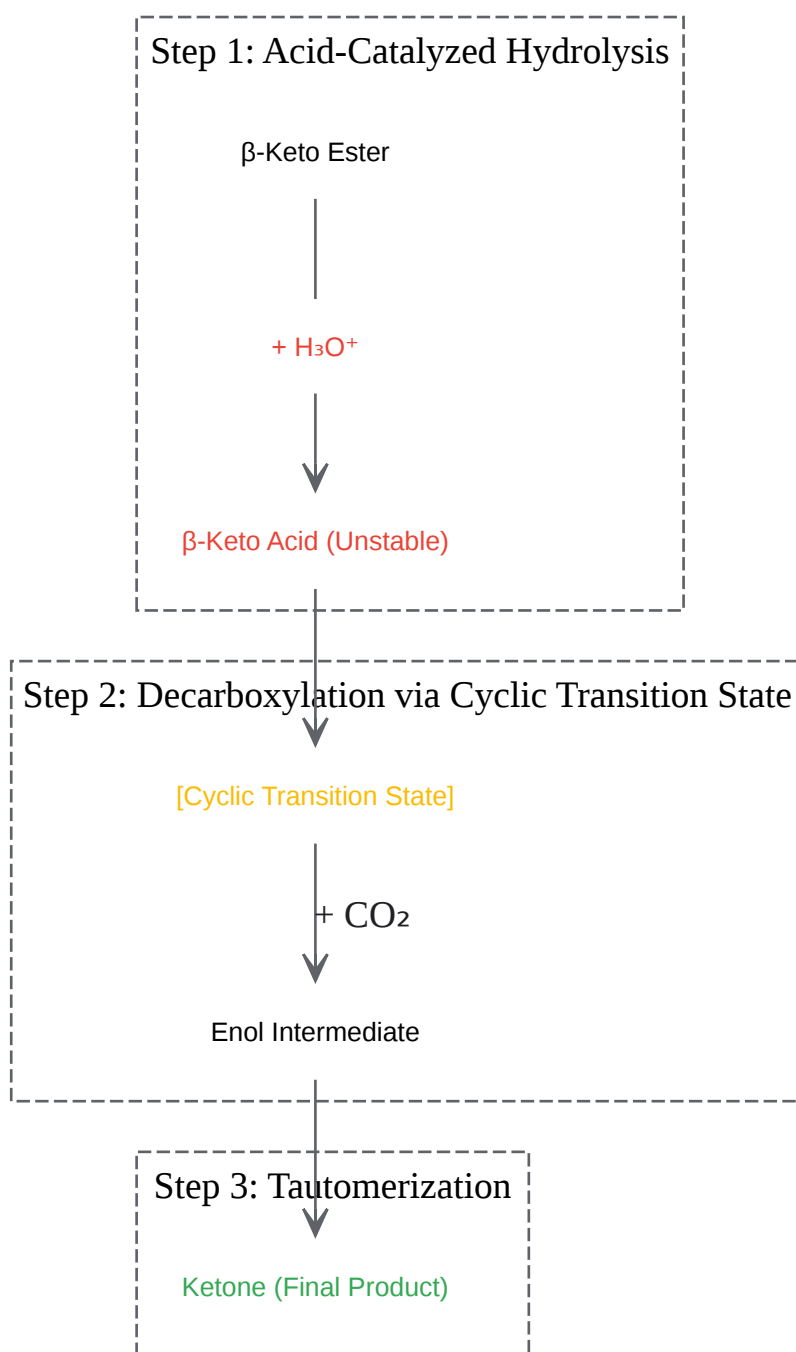 Step 1: Acid-Catalyzed Hydrolysis
β-Keto Ester
+ H₃O⁺
β-Keto Acid (Unstable)
Step 2: Decarboxylation via Cyclic Transition State
[Cyclic Transition State]
+ CO₂
Enol Intermediate
Step 3: Tautomerization
Ketone (Final Product)